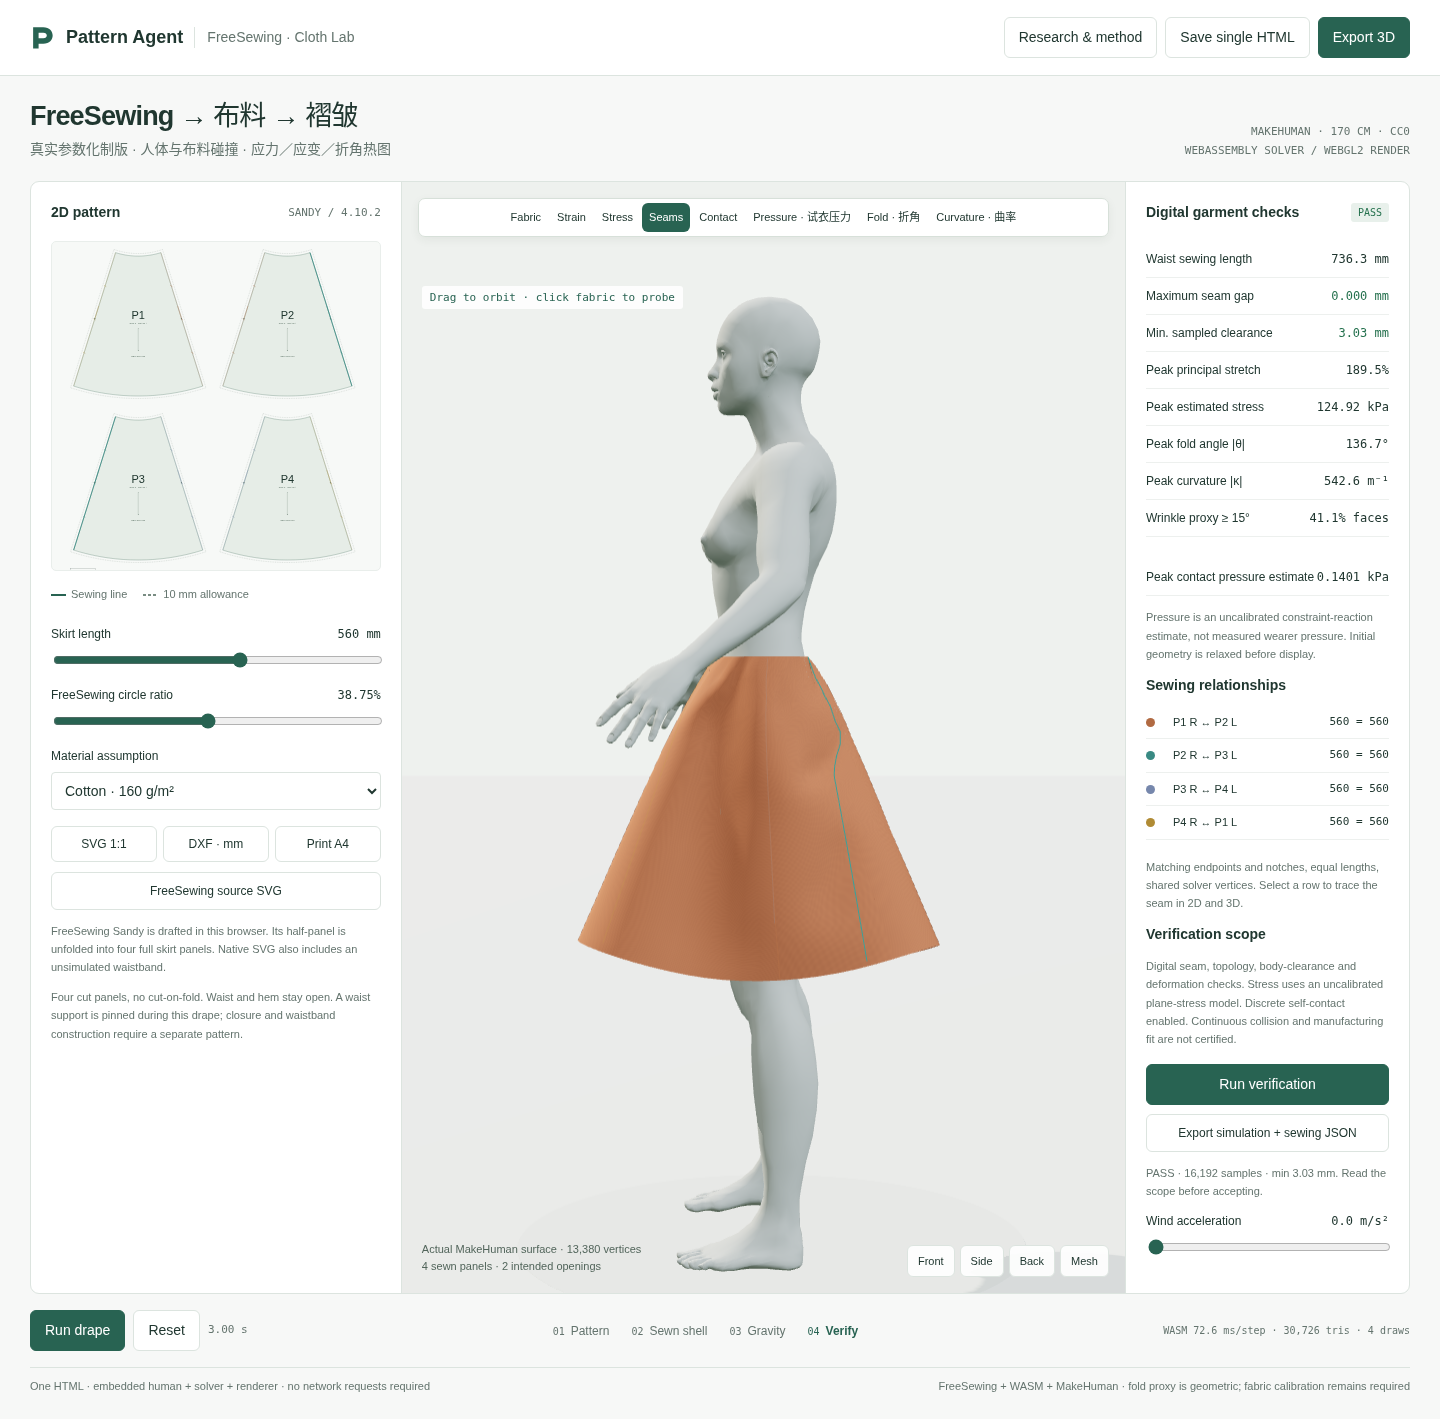 Pattern Agent
FreeSewing · Cloth Lab
Research & method
Save single HTML
Export 3D
FreeSewing → 布料 → 褶皱
真实参数化制版 · 人体与布料碰撞 · 应力／应变／折角热图
MAKEHUMAN · 170 CM · CC0
WEBASSEMBLY SOLVER / WEBGL2 RENDER
2D pattern
SANDY / 4.10.2
P1
P2
P3
P4
Sewing line
10 mm allowance
Skirt length
560 mm
FreeSewing circle ratio
38.75%
Material assumption
Cotton · 160 g/m²
SVG 1:1
DXF · mm
Print A4
FreeSewing source SVG
FreeSewing Sandy is drafted in this browser. Its half-panel is
unfolded into four full skirt panels. Native SVG also includes an
unsimulated waistband.
Four cut panels, no cut-on-fold. Waist and hem stay open. A waist
support is pinned during this drape; closure and waistband
construction require a separate pattern.
Fabric
Strain
Stress
Seams
Contact
Pressure · 试衣压力
Fold · 折角
Curvature · 曲率
Drag to orbit · click fabric to probe
Actual MakeHuman surface · 13,380 vertices
4 sewn panels · 2 intended openings
Front
Side
Back
Mesh
Digital garment checks
PASS
Waist sewing length
736.3 mm
Maximum seam gap
0.000 mm
Min. sampled clearance
3.03 mm
Peak principal stretch
189.5%
Peak estimated stress
124.92 kPa
Peak fold angle |θ|
136.7°
Peak curvature |κ|
542.6 m⁻¹
Wrinkle proxy ≥ 15°
41.1% faces
Peak contact pressure estimate
0.1401 kPa
Pressure is an uncalibrated constraint-reaction
estimate, not measured wearer pressure. Initial
geometry is relaxed before display.
Sewing relationships
P1 R ↔ P2 L
560 = 560
P2 R ↔ P3 L
560 = 560
P3 R ↔ P4 L
560 = 560
P4 R ↔ P1 L
560 = 560
Matching endpoints and notches, equal lengths,
shared solver vertices. Select a row to trace the
seam in 2D and 3D.
Verification scope
Digital seam, topology, body-clearance and
deformation checks. Stress uses an uncalibrated
plane-stress model. Discrete self-contact
enabled. Continuous collision and manufacturing
fit are not certified.
Run verification
Export simulation + sewing JSON
PASS · 16,192 samples · min 3.03 mm. Read the
scope before accepting.
Wind acceleration
0.0 m/s²
Run drape
Reset
3.00 s
01 Pattern
02 Sewn shell
03 Gravity
04 Verify
WASM 72.6 ms/step · 30,726 tris · 4 draws
One HTML · embedded human + solver + renderer · no network requests required
FreeSewing + WASM + MakeHuman · fold proxy is geometric; fabric calibration remains required